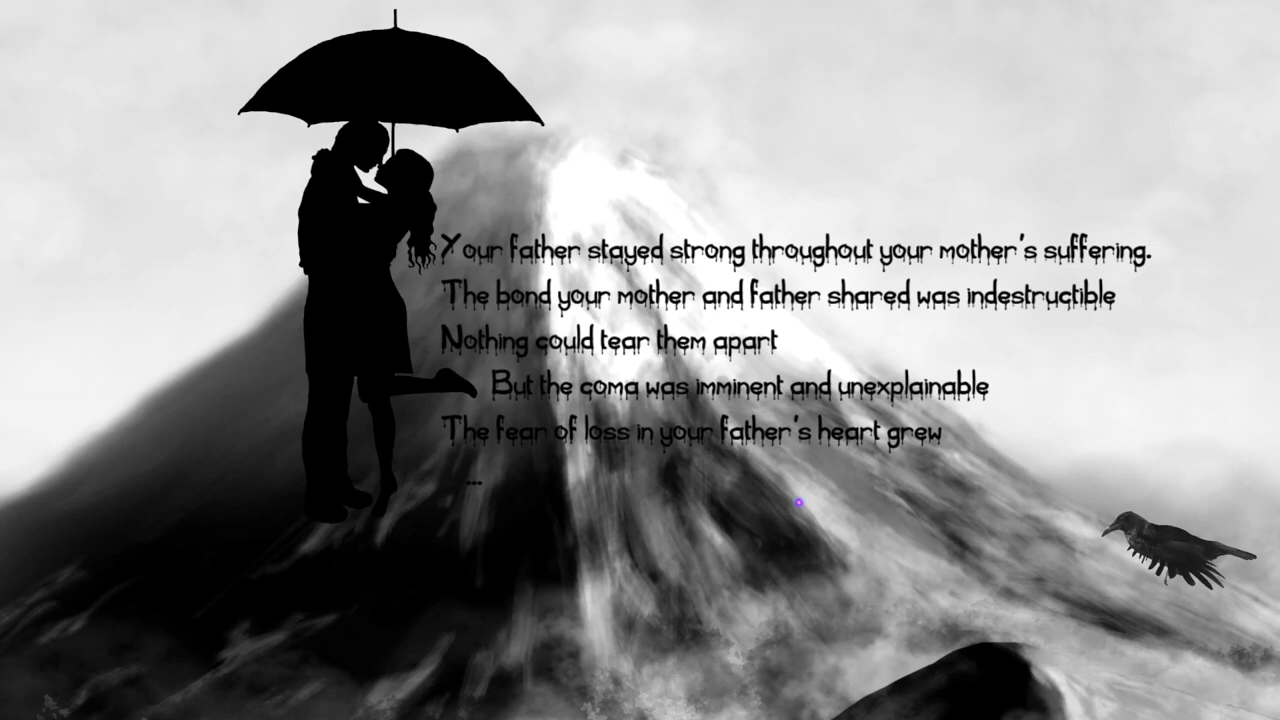 Your father stayed strong throughout your mother's suffering.
The bond your mother and father shared was indestructible
Nothing could tear them apart
But the coma was imminent and unexplainable
The fear of loss in your father's heart grew
...